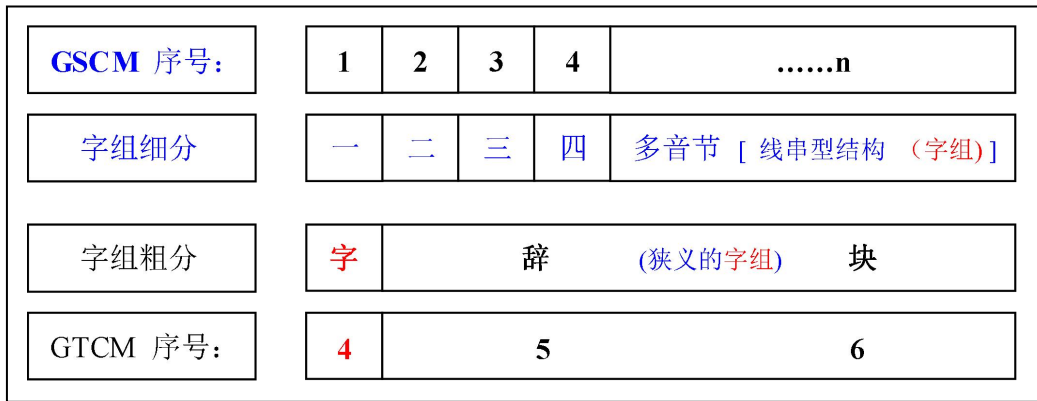 GSCM 序号: 1 2 3 4 ……n
字组细分 一 二 三 四 多音节 [ 线串型结构 （字组)]
字组粗分 字 辞 (狭义的字组) 块
GTCM 序号: 4 5 6